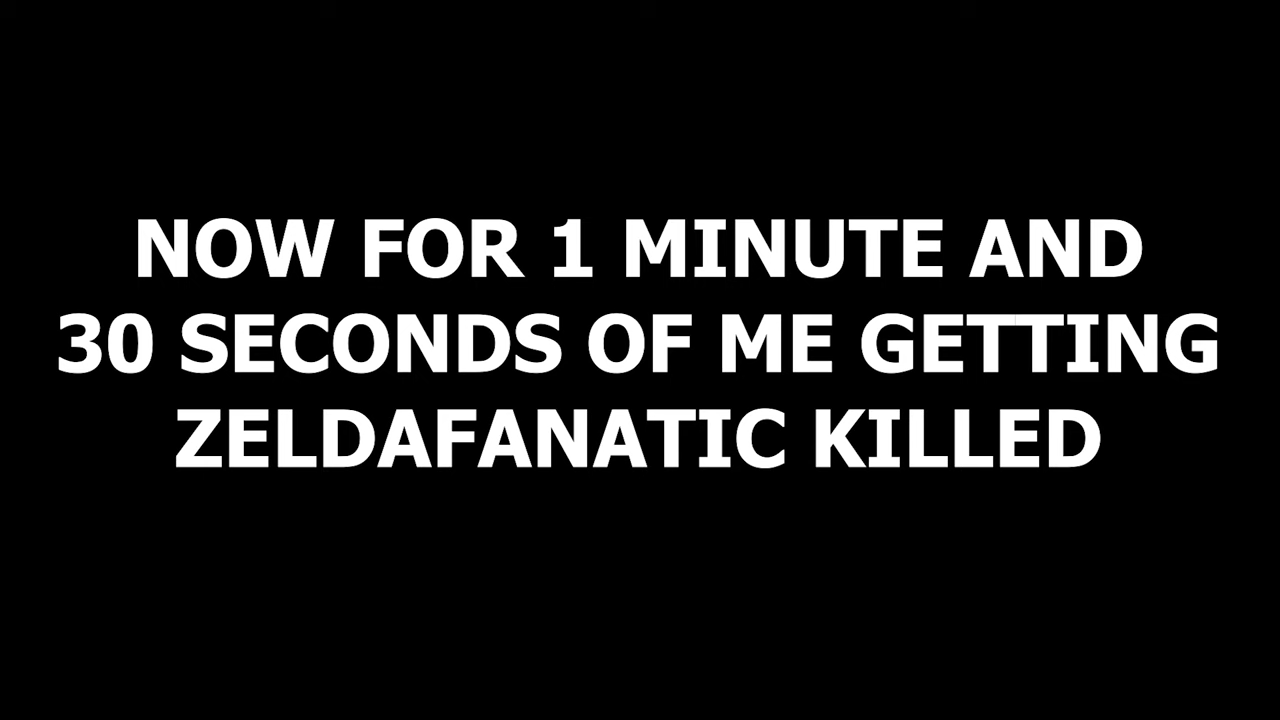 NOW FOR 1 MINUTE AND
30 SECONDS OF ME GETTING
ZELDAFANATIC KILLED